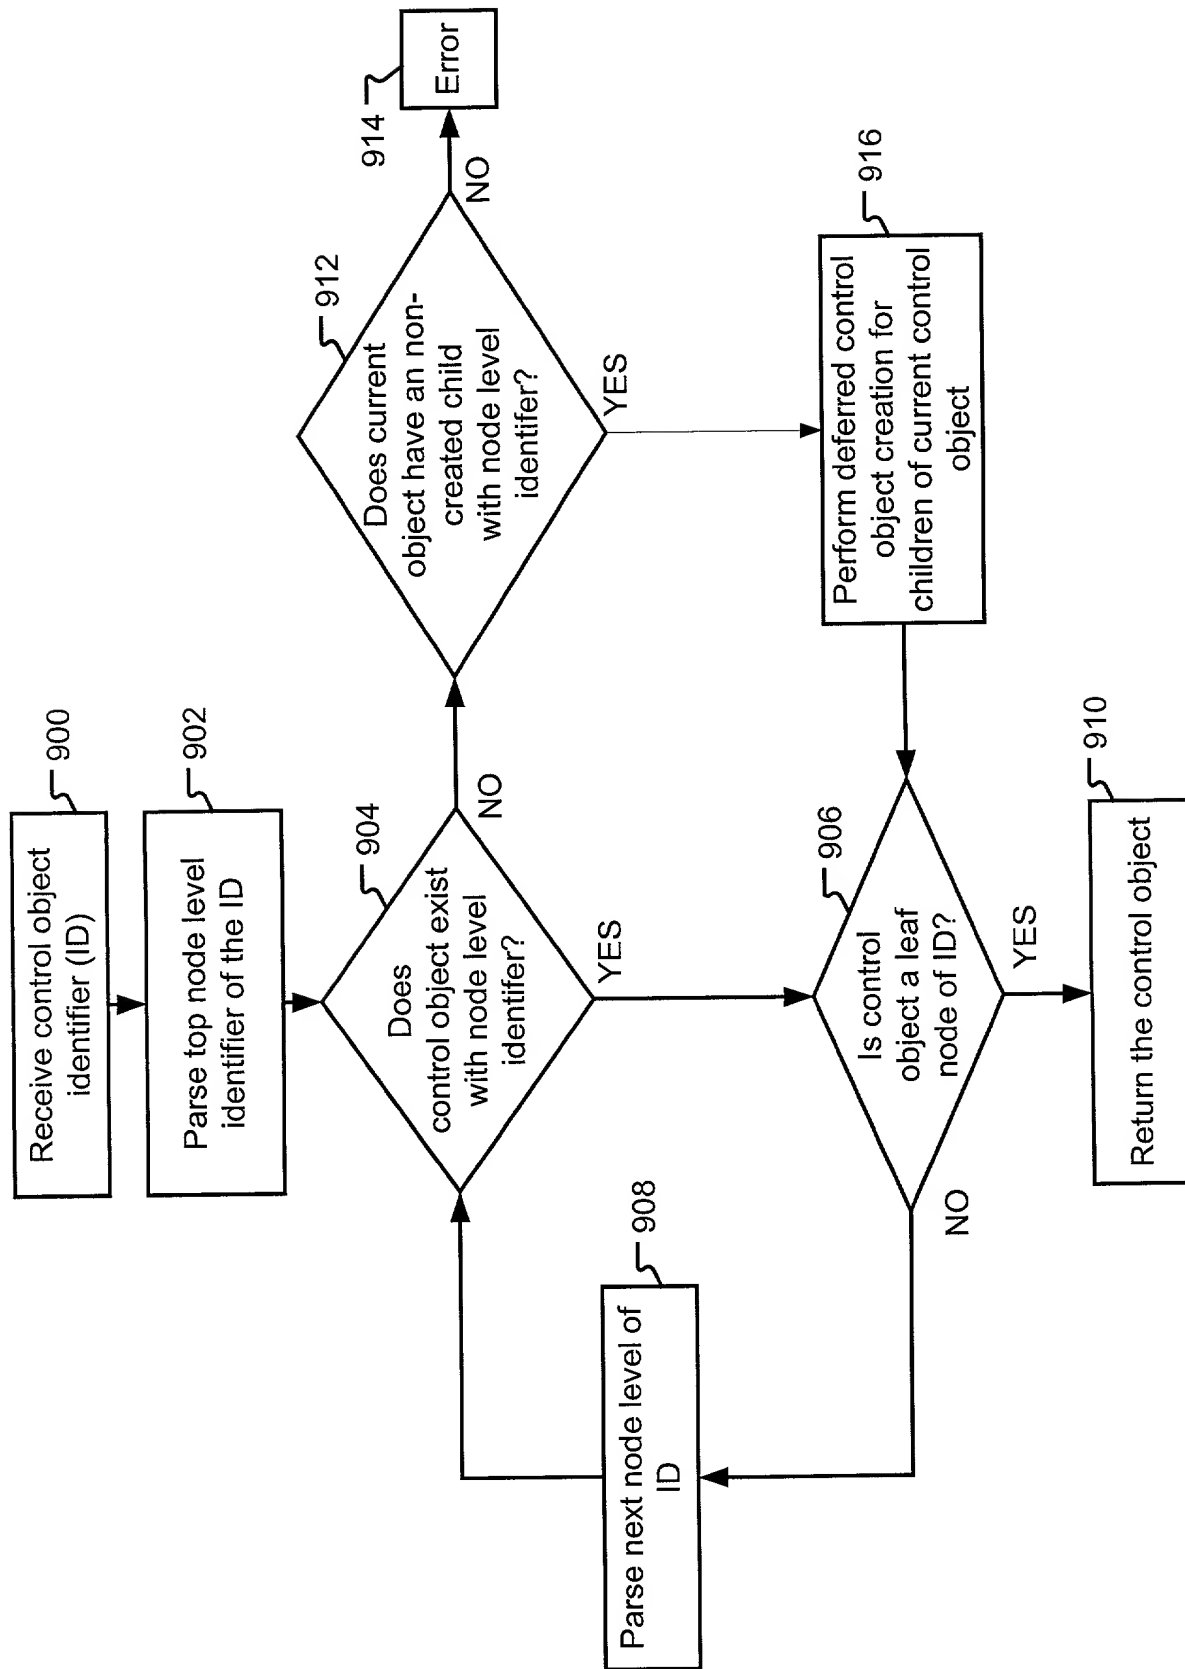 Receive control object
identifier (ID)
900
Parse top node level
identifier of the ID
902
Does
control object exist
with node level
identifier?
904
NO
YES
Does current
object have an non-
created child
with node level
identifer?
912
NO
YES
Error
914
Parse next node level of
ID
908
Is control
object a leaf
node of ID?
906
NO
YES
Perform deferred control
object creation for
children of current control
object
916
Return the control object
910